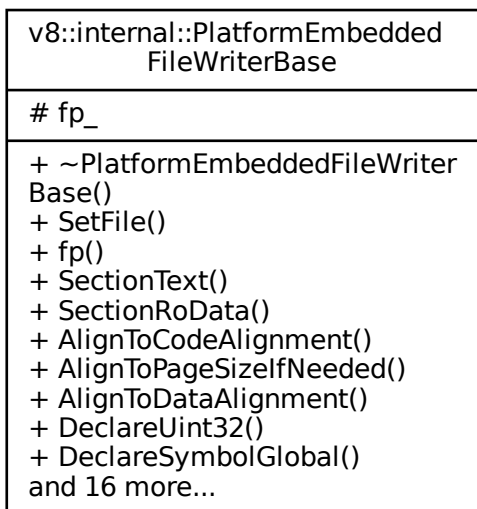 v8::internal::PlatformEmbedded
FileWriterBase
# fp_
+ ~PlatformEmbeddedFileWriter
Base()
+ SetFile()
+ fp()
+ SectionText()
+ SectionRoData()
+ AlignToCodeAlignment()
+ AlignToPageSizeIfNeeded()
+ AlignToDataAlignment()
+ DeclareUint32()
+ DeclareSymbolGlobal()
and 16 more...